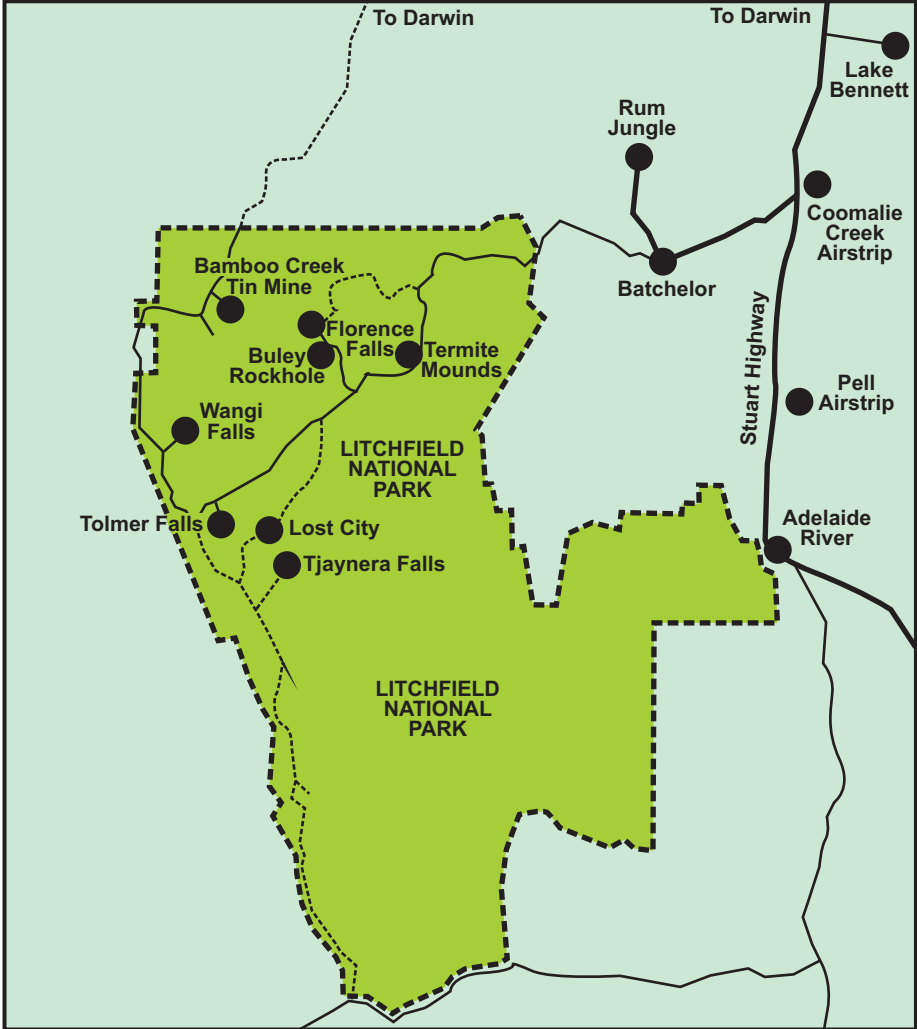 To Darwin
To Darwin
Lake
Bennett
Rum
Jungle
Coomalie
Creek
Airstrip
Batchelor
Bamboo Creek
Tin Mine
Florence
Falls
Buley
Rockhole
Termite
Mounds
Stuart Highway
Pell
Airstrip
Wangi
Falls
LITCHFIELD
NATIONAL
PARK
Tolmer Falls
Lost City
Adelaide
River
Tjaynera Falls
LITCHFIELD
NATIONAL
PARK